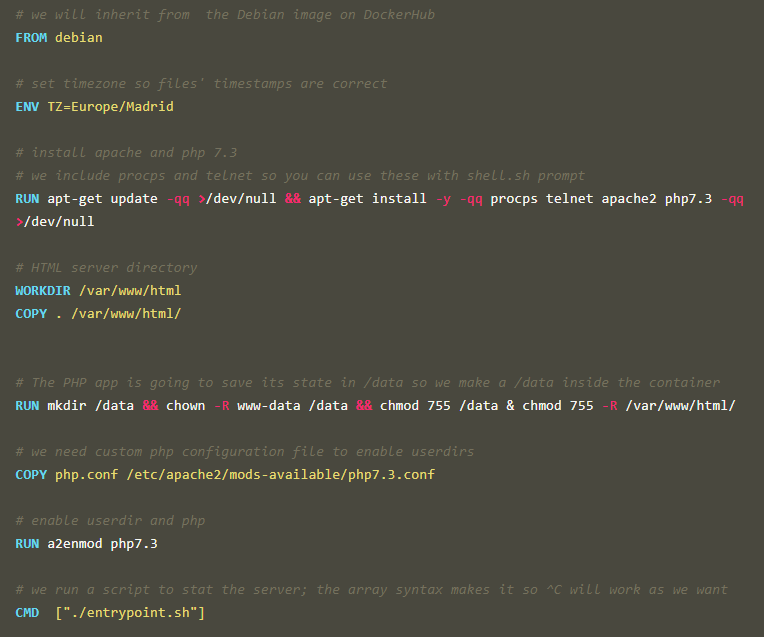 # we will inherit from  the Debian image on DockerHub
FROM debian
# set timezone so files' timestamps are correct
ENV TZ=Europe/Madrid
# install apache and php 7.3
# we include procps and telnet so you can use these with shell.sh prompt
RUN apt-get update -qq >/dev/null && apt-get install -y -qq procps telnet apache2 php7.3 -qq
>/dev/null
# HTML server directory
WORKDIR /var/www/html
COPY . /var/www/html/
# The PHP app is going to save its state in /data so we make a /data inside the container
RUN mkdir /data && chown -R www-data /data && chmod 755 /data & chmod 755 -R /var/www/html/
# we need custom php configuration file to enable userdirs
COPY php.conf /etc/apache2/mods-available/php7.3.conf
# enable userdir and php
RUN a2enmod php7.3
# we run a script to stat the server; the array syntax makes it so ^C will work as we want
CMD  ["./entrypoint.sh"]